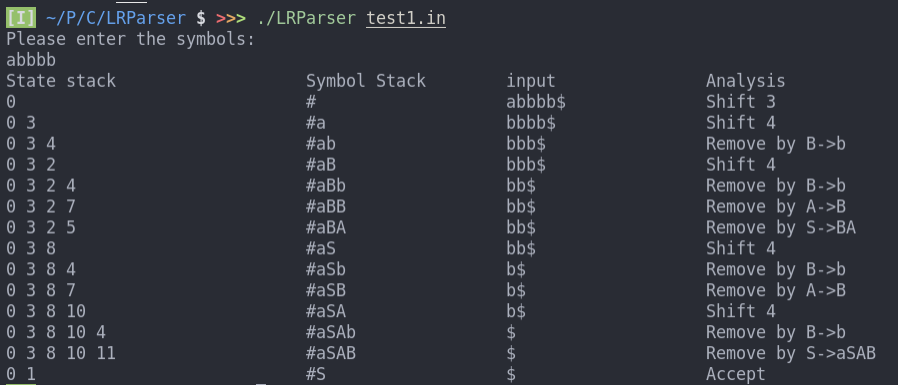 [I] ~/P/C/LRParser $ >>> ./LRParser test1.in
Please enter the symbols:
abbbb
State stack Symbol Stack input Analysis
0 # abbbb$ Shift 3
0 3 #a bbbb$ Shift 4
0 3 4 #ab bbb$ Remove by B->b
0 3 2 #aB bbb$ Shift 4
0 3 2 4 #aBb bb$ Remove by B->b
0 3 2 7 #aBB bb$ Remove by A->B
0 3 2 5 #aBA bb$ Remove by S->BA
0 3 8 #aS bb$ Shift 4
0 3 8 4 #aSb b$ Remove by B->b
0 3 8 7 #aSB b$ Remove by A->B
0 3 8 10 #aSA b$ Shift 4
0 3 8 10 4 #aSAb $ Remove by B->b
0 3 8 10 11 #aSAB $ Remove by S->aSAB
0 1 #S $ Accept